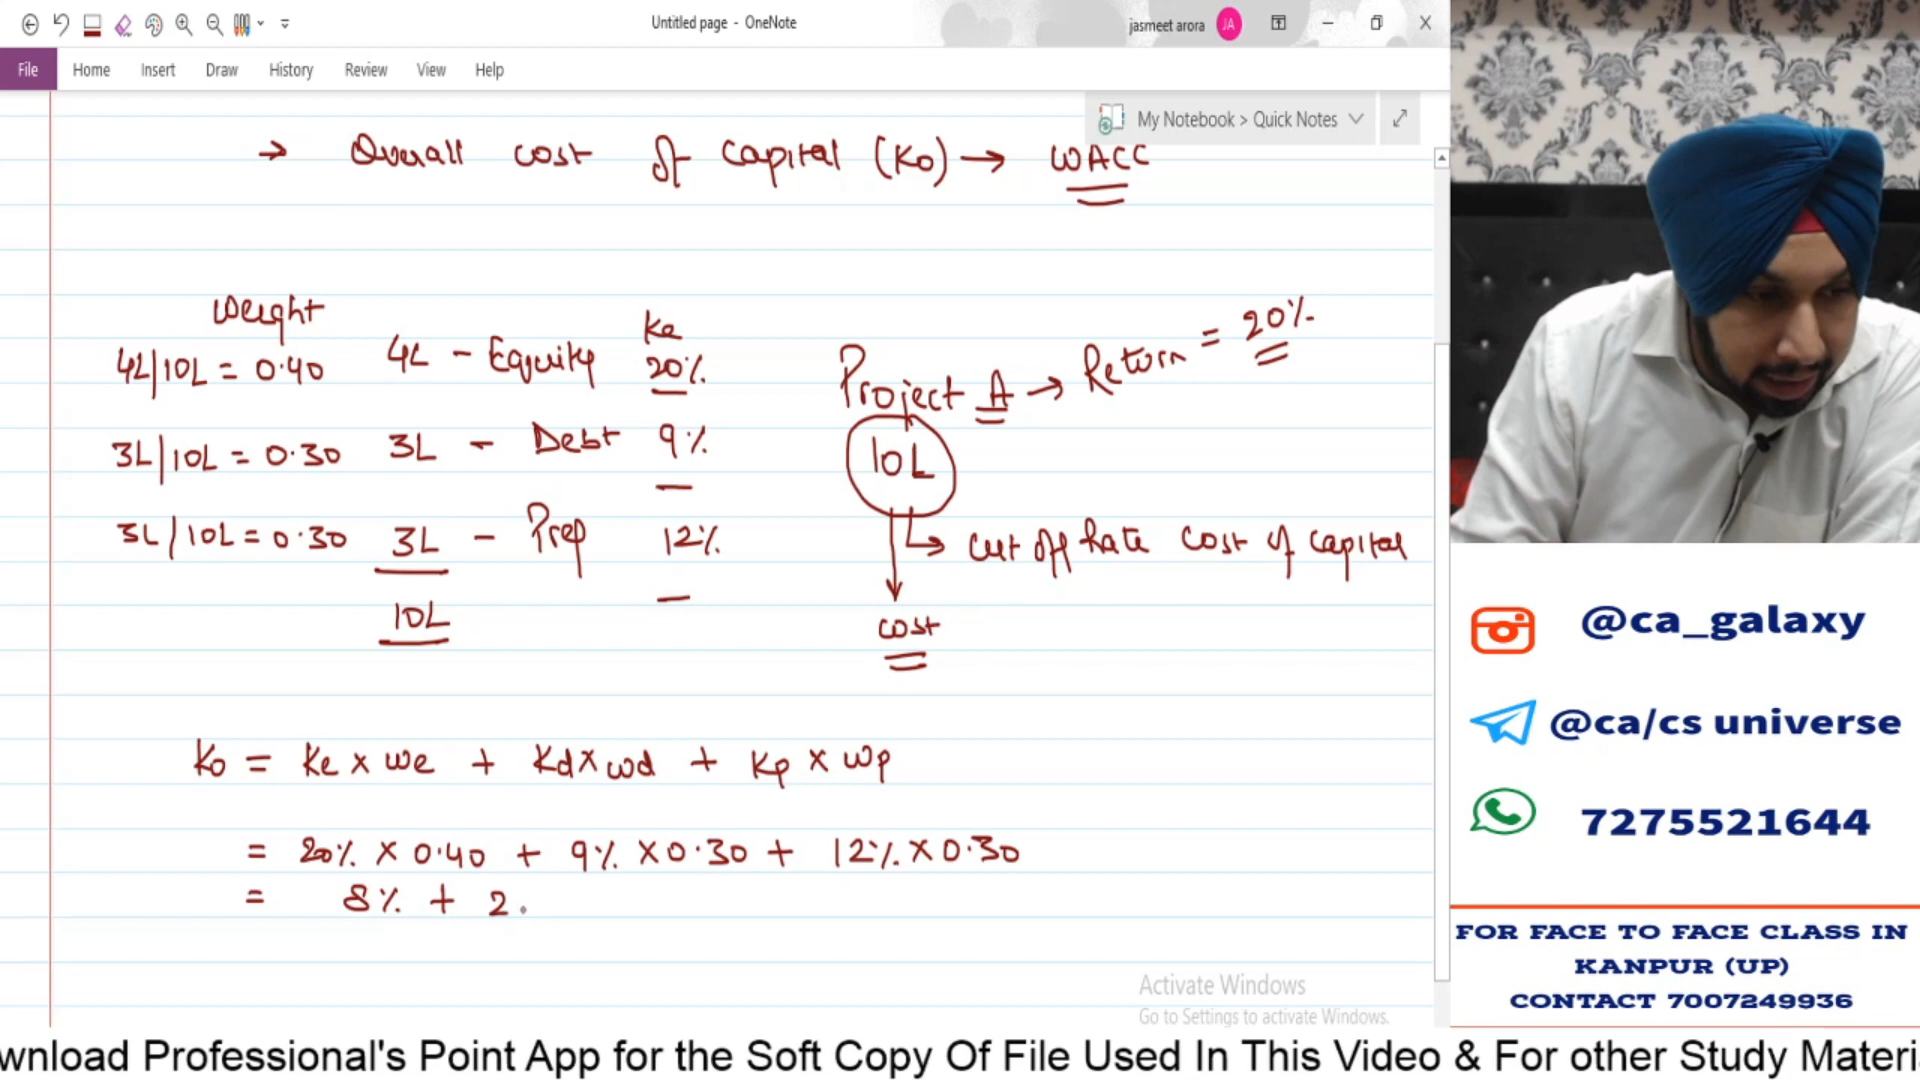 Untitled page - OneNote
jasmeet arora JA
File Home Insert Draw History Review View Help
My Notebook > Quick Notes
→ Overall cost of capital (Ko) → WACC
Weight
4L/10L = 0.40 4L - Equity Ke 20%
3L/10L = 0.30 3L - Debt 9%
3L/10L = 0.30 3L - Pref 12%
10L
Project A → Return = 20%
10L
cut off Rate cost of capital
cost
Ko = Ke x we + Kd x wd + Kp x wp
= 20% x 0.40 + 9% x 0.30 + 12% x 0.30
= 8% + 2.
Activate Windows
Go to Settings to activate Windows.
@ca_galaxy
@ca/cs universe
7275521644
FOR FACE TO FACE CLASS IN
KANPUR (UP)
CONTACT 7007249936
wnload Professional's Point App for the Soft Copy Of File Used In This Video & For other Study Materi